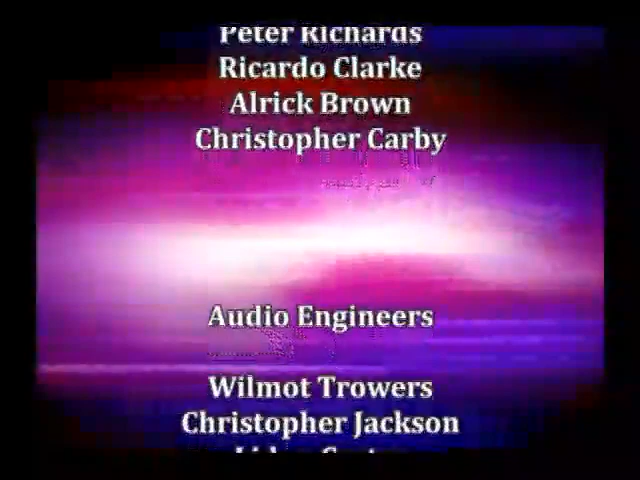 Peter Richards
Ricardo Clarke
Alrick Brown
Christopher Carby
Audio Engineers
Wilmot Trowers
Christopher Jackson